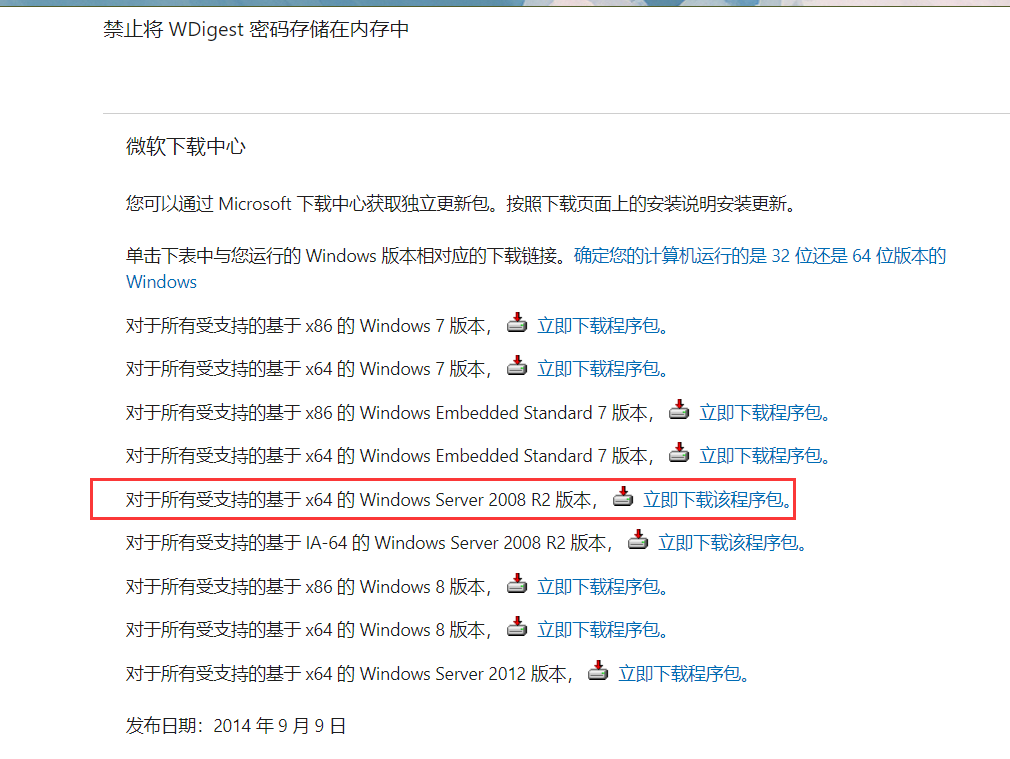 禁止将 WDigest 密码存储在内存中
微软下载中心
您可以通过 Microsoft 下载中心获取独立更新包。按照下载页面上的安装说明安装更新。
单击下表中与您运行的 Windows 版本相对应的下载链接。确定您的计算机运行的是 32 位还是 64 位版本的
Windows
对于所有受支持的基于 x86 的 Windows 7 版本， 立即下载程序包。
对于所有受支持的基于 x64 的 Windows 7 版本， 立即下载程序包。
对于所有受支持的基于 x86 的 Windows Embedded Standard 7 版本， 立即下载程序包。
对于所有受支持的基于 x64 的 Windows Embedded Standard 7 版本， 立即下载程序包。
对于所有受支持的基于 x64 的 Windows Server 2008 R2 版本， 立即下载该程序包。
对于所有受支持的基于 IA-64 的 Windows Server 2008 R2 版本， 立即下载该程序包。
对于所有受支持的基于 x86 的 Windows 8 版本， 立即下载程序包。
对于所有受支持的基于 x64 的 Windows 8 版本， 立即下载程序包。
对于所有受支持的基于 x64 的 Windows Server 2012 版本， 立即下载程序包。
发布日期：2014 年 9 月 9 日